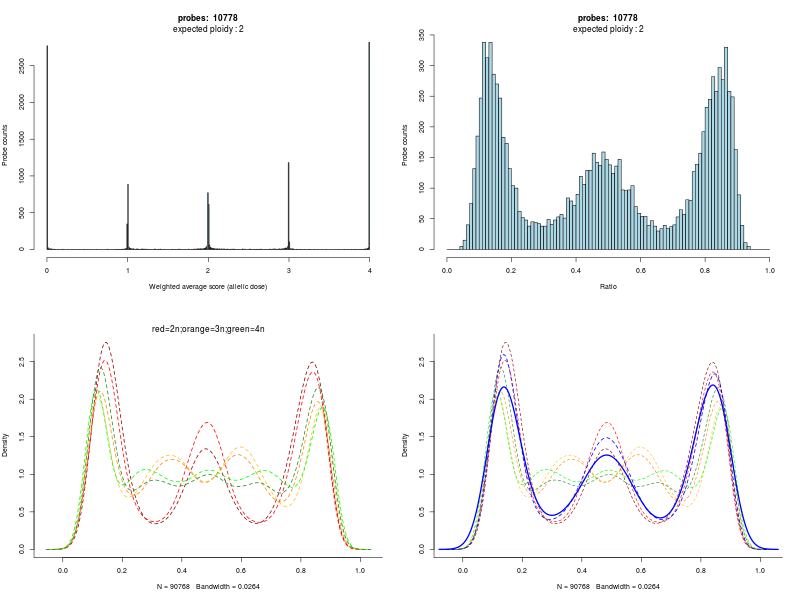 probes: 10778
expected ploidy : 2
Probe counts
2500
2000
1500
1000
500
0
0 1 2 3 4
Weighted average score (allelic dose)
probes: 10778
expected ploidy : 2
Probe counts
350
300
250
200
150
100
50
0
0.0 0.2 0.4 0.6 0.8 1.0
Ratio
red=2n;orange=3n;green=4n
Density
2.5
2.0
1.5
1.0
0.5
0.0
0.0 0.2 0.4 0.6 0.8 1.0
N = 90768 Bandwidth = 0.0264
Density
2.5
2.0
1.5
1.0
0.5
0.0
0.0 0.2 0.4 0.6 0.8 1.0
N = 90768 Bandwidth = 0.0264